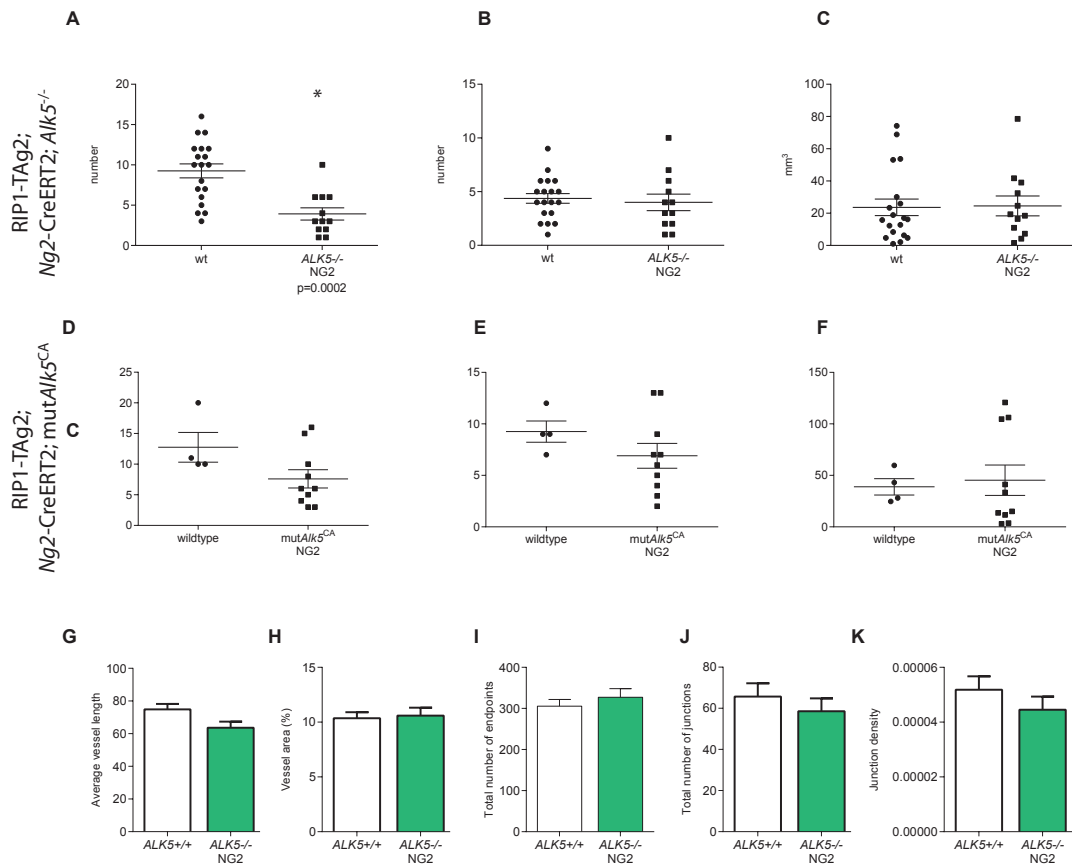 A
B
C
RIP1-TAg2;
Ng2-CreERT2; Alk5-/-
number
20
15
10
5
0
*
wt
ALK5-/-
NG2
p=0.0002
number
15
10
5
0
wt
ALK5-/-
NG2
mm3
100
80
60
40
20
0
wt
ALK5-/-
NG2
D
E
F
RIP1-TAg2;
Ng2-CreERT2; mutAlk5CA
C
25
20
15
10
5
0
wildtype
mutAlk5CA
NG2
15
10
5
0
wildtype
mutAlk5CA
NG2
150
100
50
0
wildtype
mutAlk5CA
NG2
G
H
I
J
K
Average vessel length
100
80
60
40
20
0
ALK5+/+
ALK5-/-
NG2
Vessel area (%)
15
10
5
0
ALK5+/+
ALK5-/-
NG2
Total number of endpoints
400
300
200
100
0
ALK5+/+
ALK5-/-
NG2
Total number of junctions
80
60
40
20
0
ALK5+/+
ALK5-/-
NG2
Junction density
0.00006
0.00004
0.00002
0.00000
ALK5+/+
ALK5-/-
NG2